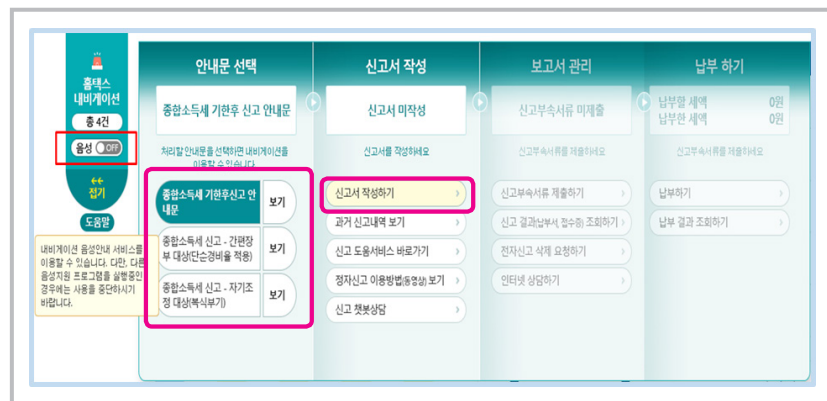 홈택스
내비게이션
총 4건
음성 OFF
접기
도움말
내비게이션 음성안내 서비스를
이용할 수 있습니다. 다만, 다른
음성지원 프로그램을 실행중인
경우에는 사용을 중단하시기
바랍니다.
안내문 선택
종합소득세 기한후 신고 안내문
처리할 안내문을 선택하면 내비게이션을
이용할 수 있습니다
종합소득세 기한후신고 안
내문
보기
종합소득세 신고 - 간편장
부 대상(단순경비율 적용)
보기
종합소득세 신고 - 자기조
정 대상(복식부기)
보기
신고서 작성
신고서 미작성
신고서를 작성하세요
신고서 작성하기
과거 신고내역 보기
신고 도움서비스 바로가기
정자신고 이용방법(동영상) 보기
신고 챗봇상담
보고서 관리
신고부속서류 미제출
신고부속서류를 제출하세요
신고부속서류 제출하기
신고 결과(납부서, 접수증) 조회하기
전자신고 삭제 요청하기
인터넷 상담하기
납부 하기
납부할 세액 0원
납부한 세액 0원
신고부속서류를 제출하세요
납부하기
납부 결과 조회하기